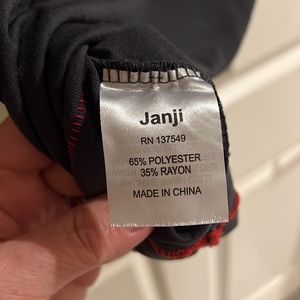 Janji
RN 137549
65% POLYESTER
35% RAYON
MADE IN CHINA